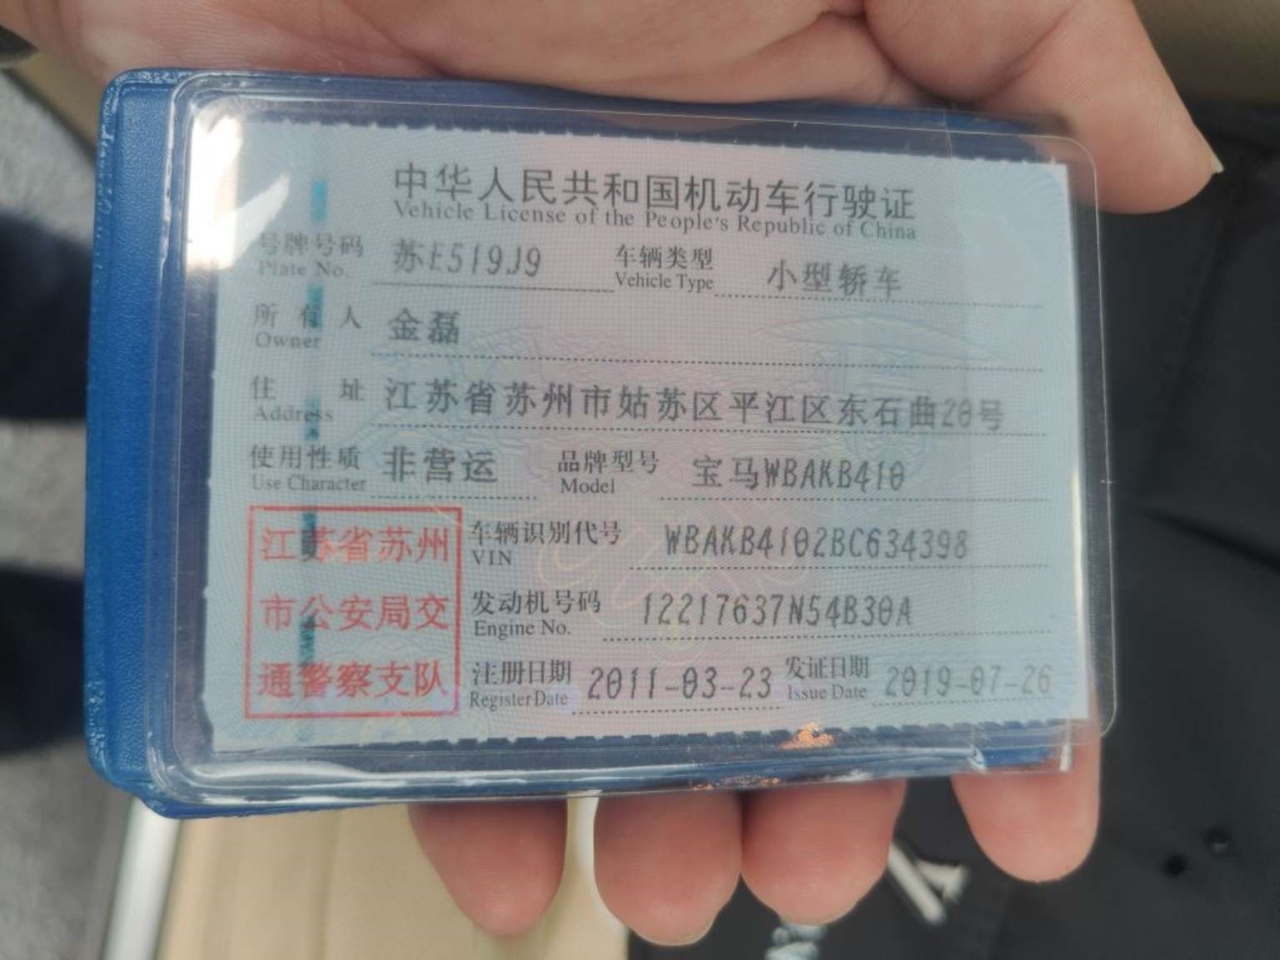 中华人民共和国机动车行驶证
Vehicle License of the People's Republic of China
号牌号码 苏E519J9 车辆类型 小型轿车
Plate No. Vehicle Type
所有人 金磊
Owner
住址 江苏省苏州市姑苏区平江区东石曲20号
Address
使用性质 非营运 品牌型号 宝马WBAKB410
Use Character Model
江苏省苏州 车辆识别代号 WBAKB4102BC634398
VIN
市公安局交 发动机号码 12217637N54B30A
Engine No.
通警察支队 注册日期 2011-03-23 发证日期 2019-07-26
Register Date Issue Date